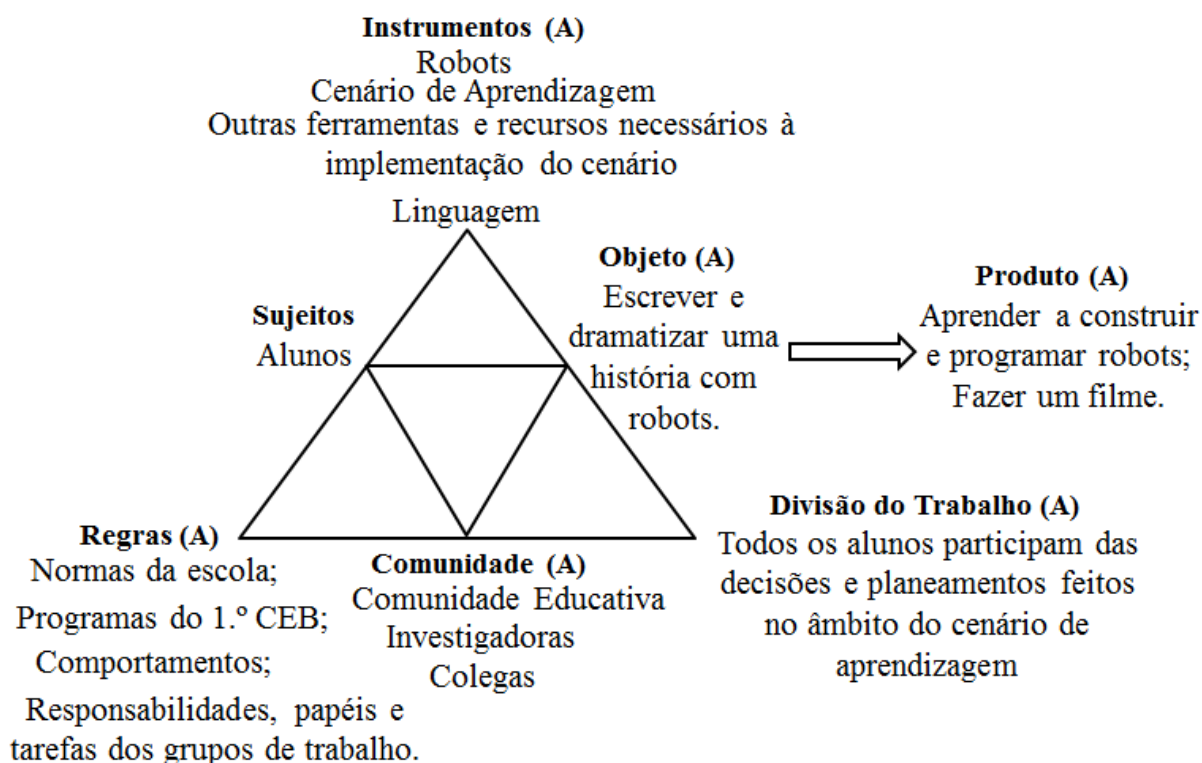 Instrumentos (A)
Robots
Cenário de Aprendizagem
Outras ferramentas e recursos necessários à
implementação do cenário
Linguagem
Sujeitos
Alunos
Objeto (A)
Escrever e
dramatizar uma
história com
robots.
Produto (A)
Aprender a construir
e programar robots;
Fazer um filme.
Regras (A)
Normas da escola;
Programas do 1.º CEB;
Comportamentos;
Responsabilidades, papéis e
tarefas dos grupos de trabalho.
Comunidade (A)
Comunidade Educativa
Investigadoras
Colegas
Divisão do Trabalho (A)
Todos os alunos participam das
decisões e planeamentos feitos
no âmbito do cenário de
aprendizagem